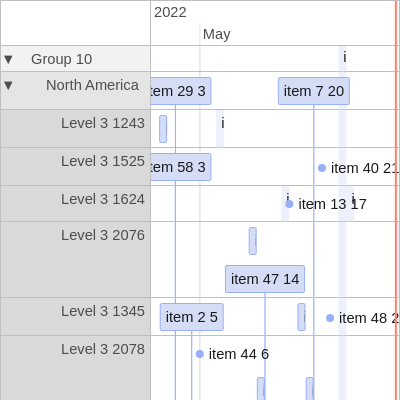 2022
May
▼ Group 10
i
▼ North America
tem 29 3
item 7 20
Level 3 1243
i
Level 3 1525
tem 58 3
item 40 21
Level 3 1624
i
item 13 17
i
Level 3 2076
i
item 47 14
Level 3 1345
item 2 5
i
item 48 2
Level 3 2078
item 44 6
i
i